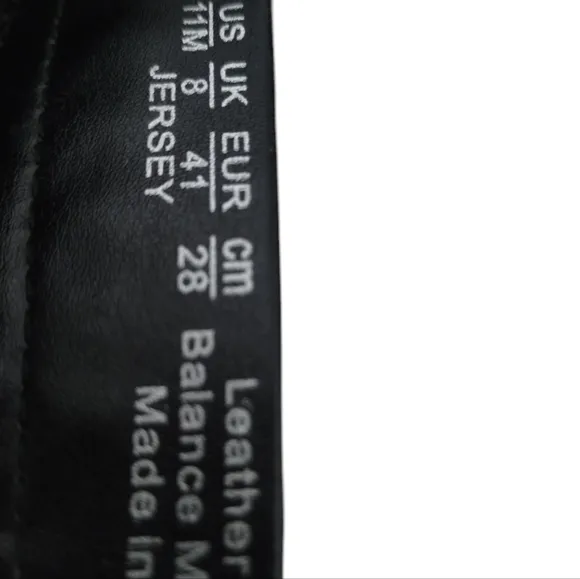 US UK EUR cm
11M 8 41 28
JERSEY
Leather
Balance M
Made in